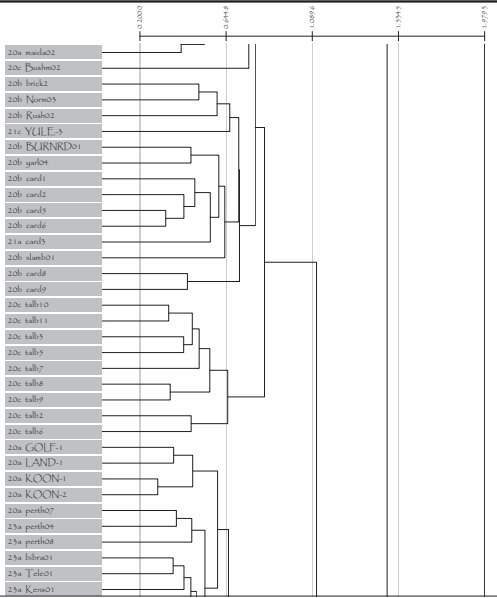 0.2000 0.6448 1.0896 1.5345 1.9793
20a maida02
20c Bushm02
20b brick2
20b Norm03
20b Rush02
21c YULE-3
20b BURNRD01
20b yarl04
20b card1
20b card2
20b card5
20b card6
21a card3
20b xlamb01
20b card8
20b card9
20c talb10
20c talb11
20c talb3
20c talb5
20c talb7
20c talb8
20c talb9
20c talb2
20c talb6
20a GOLF-1
20a LAND-1
20a KOON-1
20a KOON-2
20a perth07
23a perth04
23a perth08
23a bibra01
23a Tele01
23a Kens01